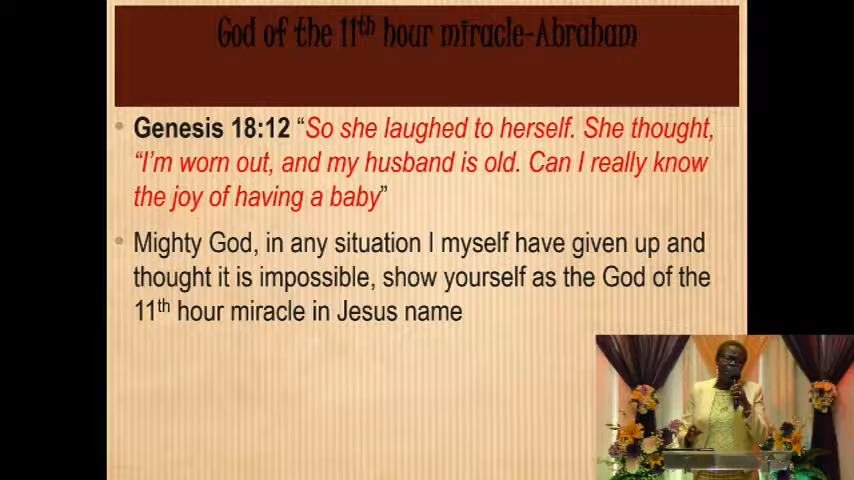 God of the 11th hour miracle-Abraham
Genesis 18:12 “So she laughed to herself. She thought,
“I’m worn out, and my husband is old. Can I really know
the joy of having a baby”
Mighty God, in any situation I myself have given up and
thought it is impossible, show yourself as the God of the
11th hour miracle in Jesus name